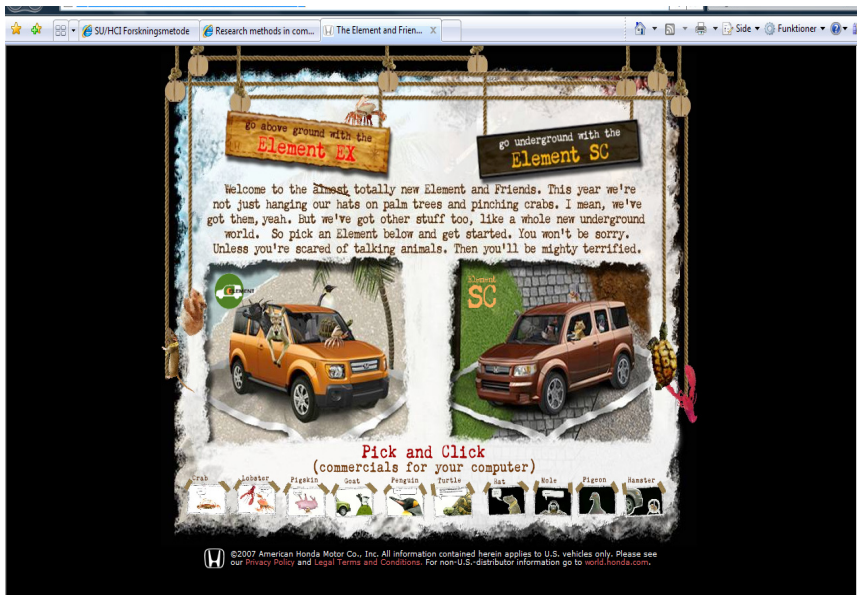 SU/HCI Forskningsmetode
Research methods in com...
The Element and Frien...
X
Side
Funktioner
go above ground with the
Element EX
go underground with the
Element SC
Welcome to the almost totally new Element and Friends. This year we're
not just hanging our hats on palm trees and pinching crabs. I mean, we've
got them, yeah. But we've got other stuff too, like a whole new underground
world. So pick an Element below and get started. You won't be sorry.
Unless you're scared of talking animals. Then you'll be mighty terrified.
ELEMENT
Element
SC
Pick and Click
(commercials for your computer)
Crab Lobster Pigskin Goat Penguin Turtle Rat Mole Pigeon Hamster
©2007 American Honda Motor Co., Inc. All information contained herein applies to U.S. vehicles only. Please see
our Privacy Policy and Legal Terms and Conditions. For non-U.S.-distributor information go to world.honda.com.